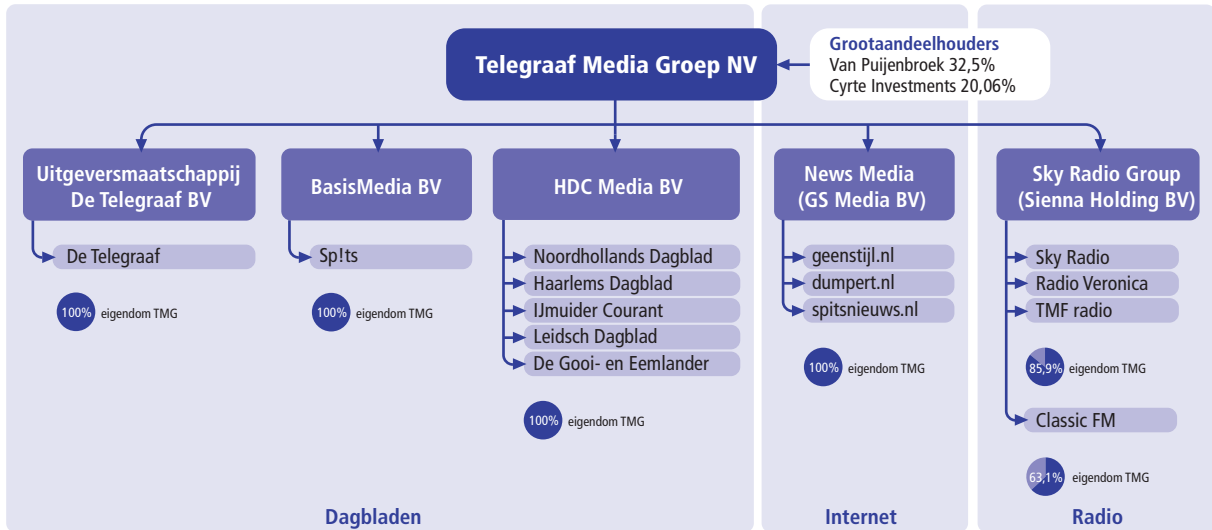 Telegraaf Media Groep NV
Grootaandeelhouders
Van Puijenbroek 32,5%
Cyrte Investments 20,06%
Uitgeversmaatschappij
De Telegraaf BV
De Telegraaf
100% eigendom TMG
BasisMedia BV
Sp!ts
100% eigendom TMG
HDC Media BV
Noordhollands Dagblad
Haarlems Dagblad
IJmuider Courant
Leidsch Dagblad
De Gooi- en Eemlander
100% eigendom TMG
News Media
(GS Media BV)
geenstijl.nl
dumpert.nl
spitsnieuws.nl
100% eigendom TMG
Sky Radio Group
(Sienna Holding BV)
Sky Radio
Radio Veronica
TMF radio
85,9% eigendom TMG
Classic FM
63,1% eigendom TMG
Dagbladen
Internet
Radio